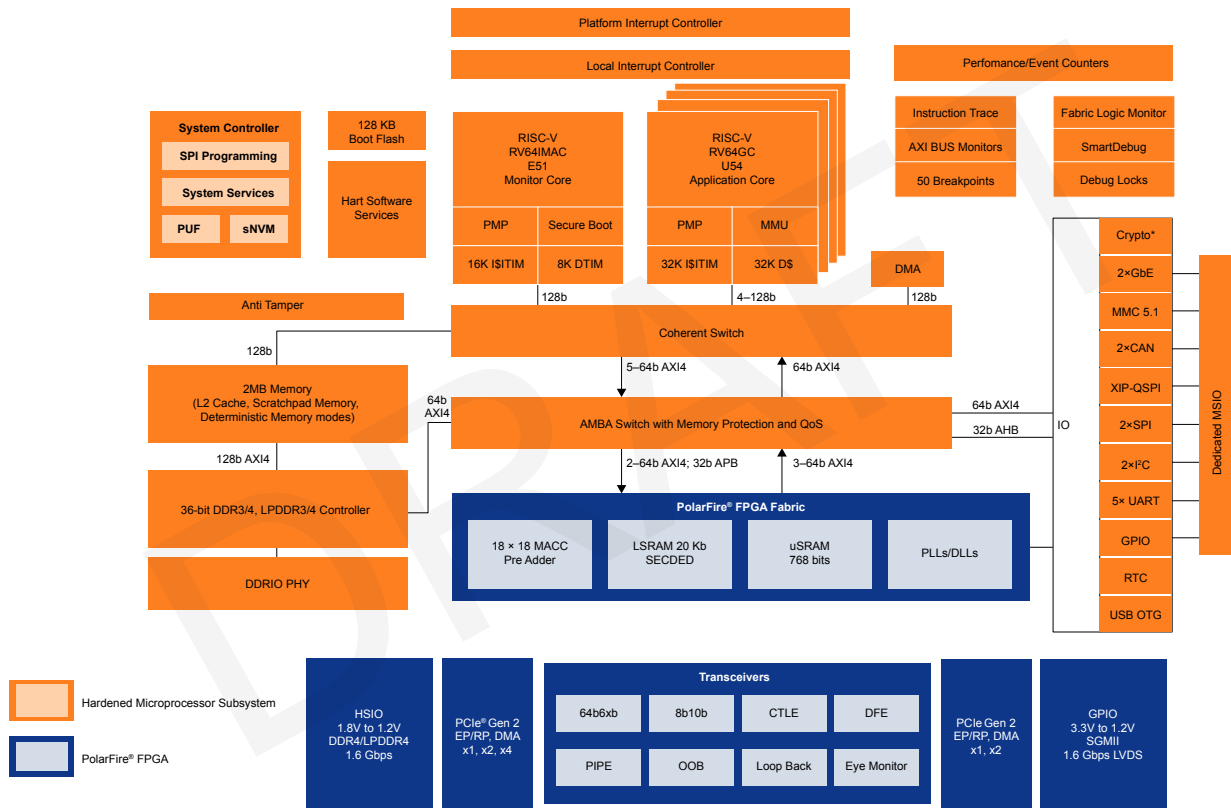 Platform Interrupt Controller
Local Interrupt Controller
Perfomance/Event Counters
System Controller
SPI Programming
System Services
PUF
sNVM
128 KB
Boot Flash
Hart Software
Services
RISC-V
RV64IMAC
E51
Monitor Core
PMP
Secure Boot
16K I$ITIM
8K DTIM
RISC-V
RV64GC
U54
Application Core
PMP
MMU
32K I$ITIM
32K D$
Instruction Trace
AXI BUS Monitors
50 Breakpoints
Fabric Logic Monitor
SmartDebug
Debug Locks
DMA
128b
4–128b
128b
Anti Tamper
Coherent Switch
128b
5–64b AXI4
64b AXI4
2MB Memory
(L2 Cache, Scratchpad Memory,
Deterministic Memory modes)
64b
AXI4
AMBA Switch with Memory Protection and QoS
64b AXI4
32b AHB
IO
128b AXI4
2–64b AXI4; 32b APB
3–64b AXI4
36-bit DDR3/4, LPDDR3/4 Controller
DDRIO PHY
PolarFire® FPGA Fabric
18 × 18 MACC
Pre Adder
LSRAM 20 Kb
SECDED
uSRAM
768 bits
PLLs/DLLs
Crypto*
2×GbE
MMC 5.1
2×CAN
XIP-QSPI
2×SPI
2×I²C
5× UART
GPIO
RTC
USB OTG
Dedicated MSIO
Hardened Microprocessor Subsystem
PolarFire® FPGA
HSIO
1.8V to 1.2V
DDR4/LPDDR4
1.6 Gbps
PCIe® Gen 2
EP/RP, DMA
x1, x2, x4
Transceivers
64b6xb
8b10b
CTLE
DFE
PIPE
OOB
Loop Back
Eye Monitor
PCIe Gen 2
EP/RP, DMA
x1, x2
GPIO
3.3V to 1.2V
SGMII
1.6 Gbps LVDS
DRAFT